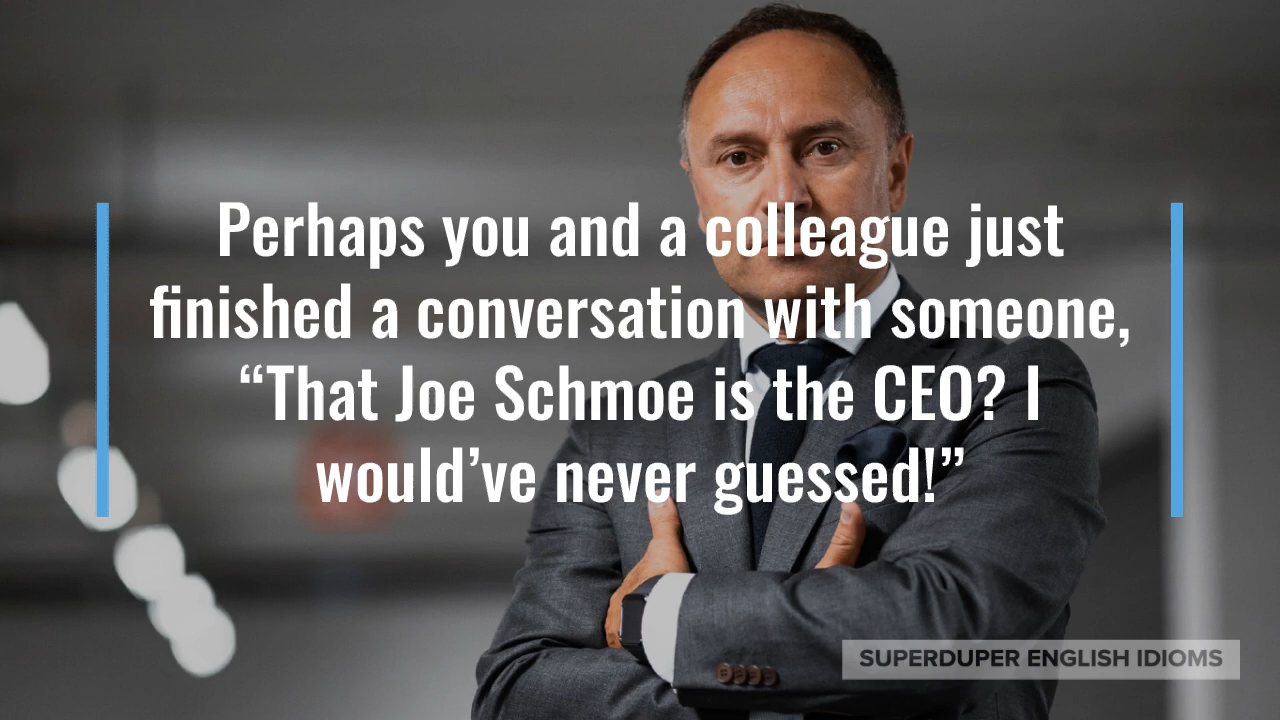 Perhaps you and a colleague just
finished a conversation with someone,
“That Joe Schmoe is the CEO? I
would’ve never guessed!”
SUPERDUPER ENGLISH IDIOMS